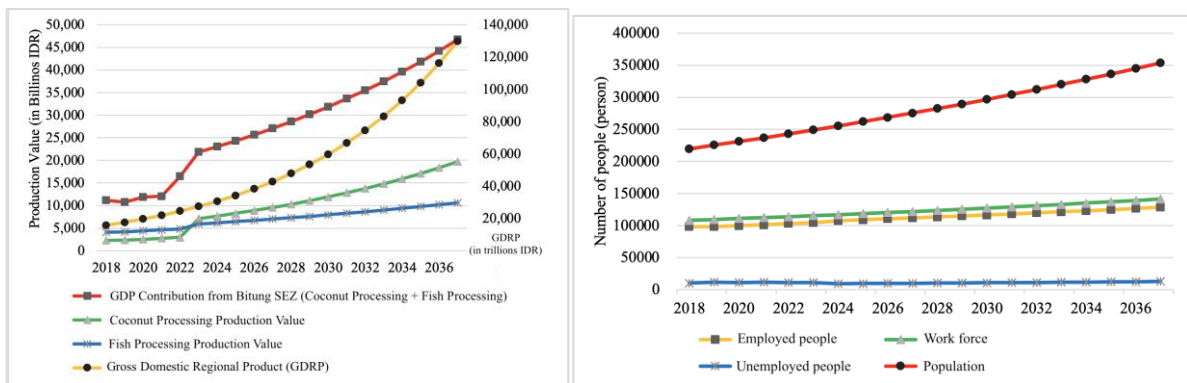 Production Value (in Billinos IDR)
50,000
45,000
40,000
35,000
30,000
25,000
20,000
15,000
10,000
5,000
0
140,000
120,000
100,000
80,000
60,000
40,000
20,000
GDRP
(in trillions IDR)
2018 2020 2022 2024 2026 2028 2030 2032 2034 2036
GDP Contribution from Bitung SEZ (Coconut Processing + Fish Processing)
Coconut Processing Production Value
Fish Processing Production Value
Gross Domestic Regional Product (GDRP)
Number of people (person)
400000
350000
300000
250000
200000
150000
100000
50000
0
2018 2020 2022 2024 2026 2028 2030 2032 2034 2036
Employed people Work force
Unemployed people Population